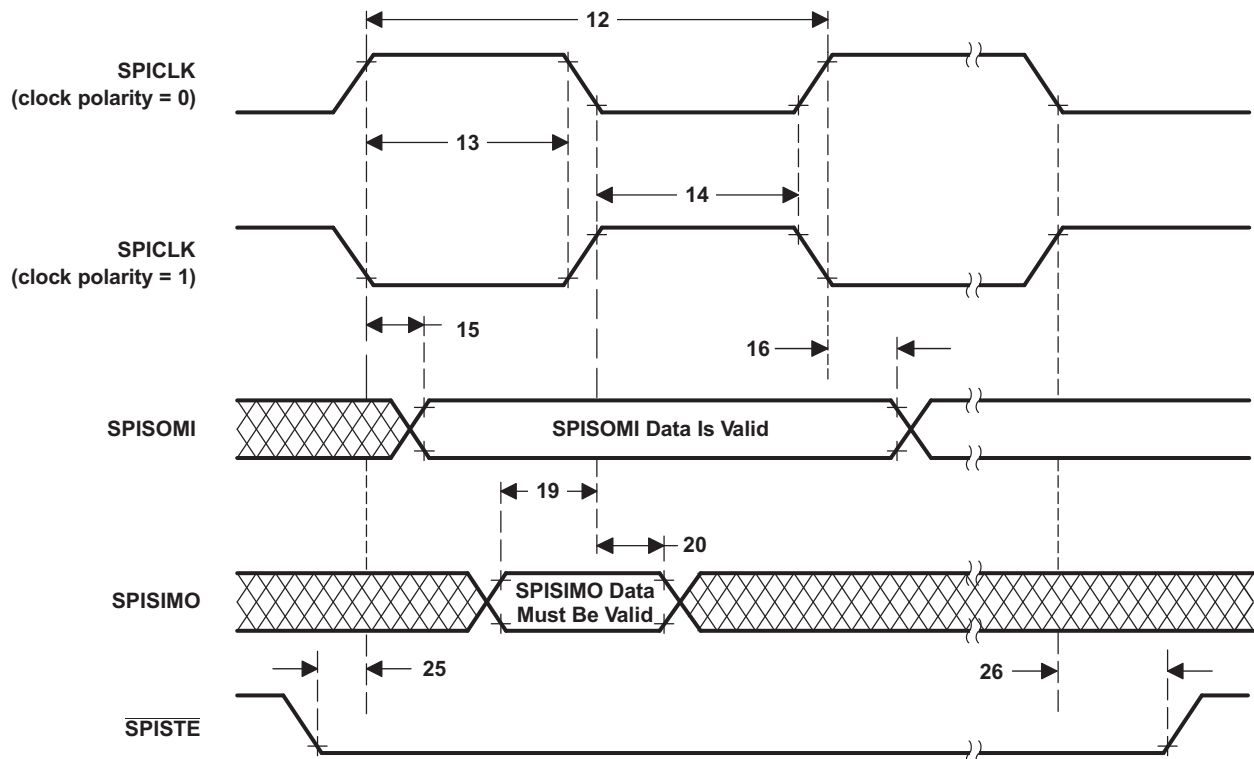 12
SPICLK
(clock polarity = 0)
13
14
SPICLK
(clock polarity = 1)
15
16
SPISOMI
SPISOMI Data Is Valid
19
20
SPISIMO
SPISIMO Data
Must Be Valid
25
26
SPISTE